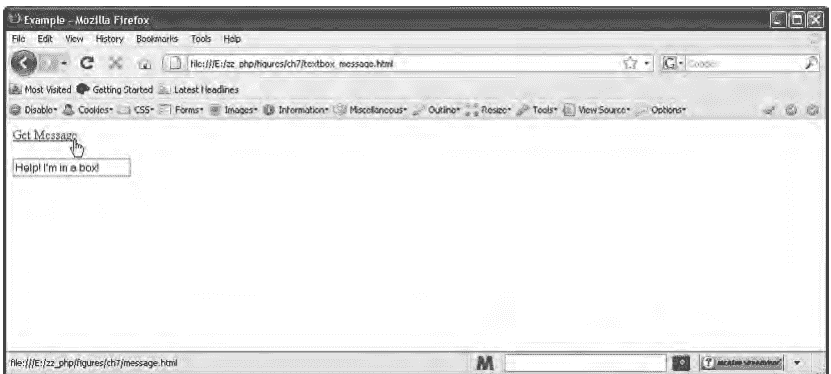 Example - Mozilla Firefox
File Edit View History Bookmarks Tools Help
file:///E:/zz_php/figures/ch7/textbox_message.html
Google
Most Visited Getting Started Latest Headlines
Disable Cookies CSS Forms Images Information Miscellaneous Outline Resize Tools View Source Options
Get Message
Help! I'm in a box!
file:///E:/zz_php/figures/ch7/message.html
M